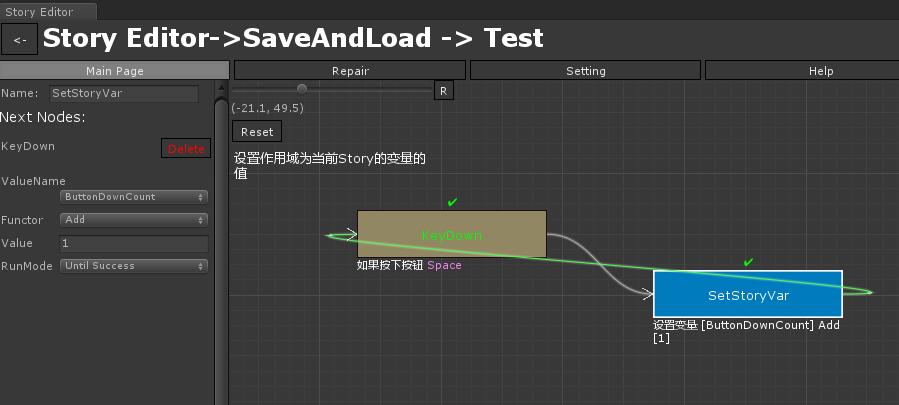 Story Editor
<- Story Editor->SaveAndLoad -> Test
Main Page Repair Setting Help
Name: SetStoryVar
R
(-21.1, 49.5)
Next Nodes:
Reset
KeyDown Delete
设置作用域为当前Story的变量的
值
ValueName
ButtonDownCount
Functor Add
Value 1
RunMode Until Success
KeyDown
如果按下按钮 Space
SetStoryVar
设置变量 [ButtonDownCount] Add
[1]